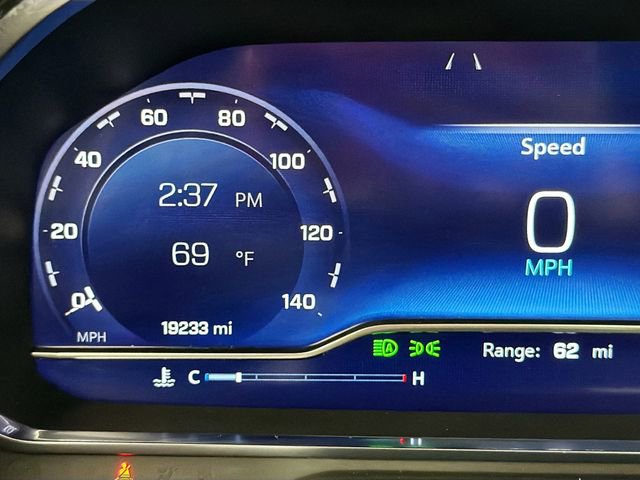 60 80
40 100
Speed
2:37 PM
0
20 120
69 °F
MPH
0 140
19233 mi
MPH
A
Range: 62 mi
C H